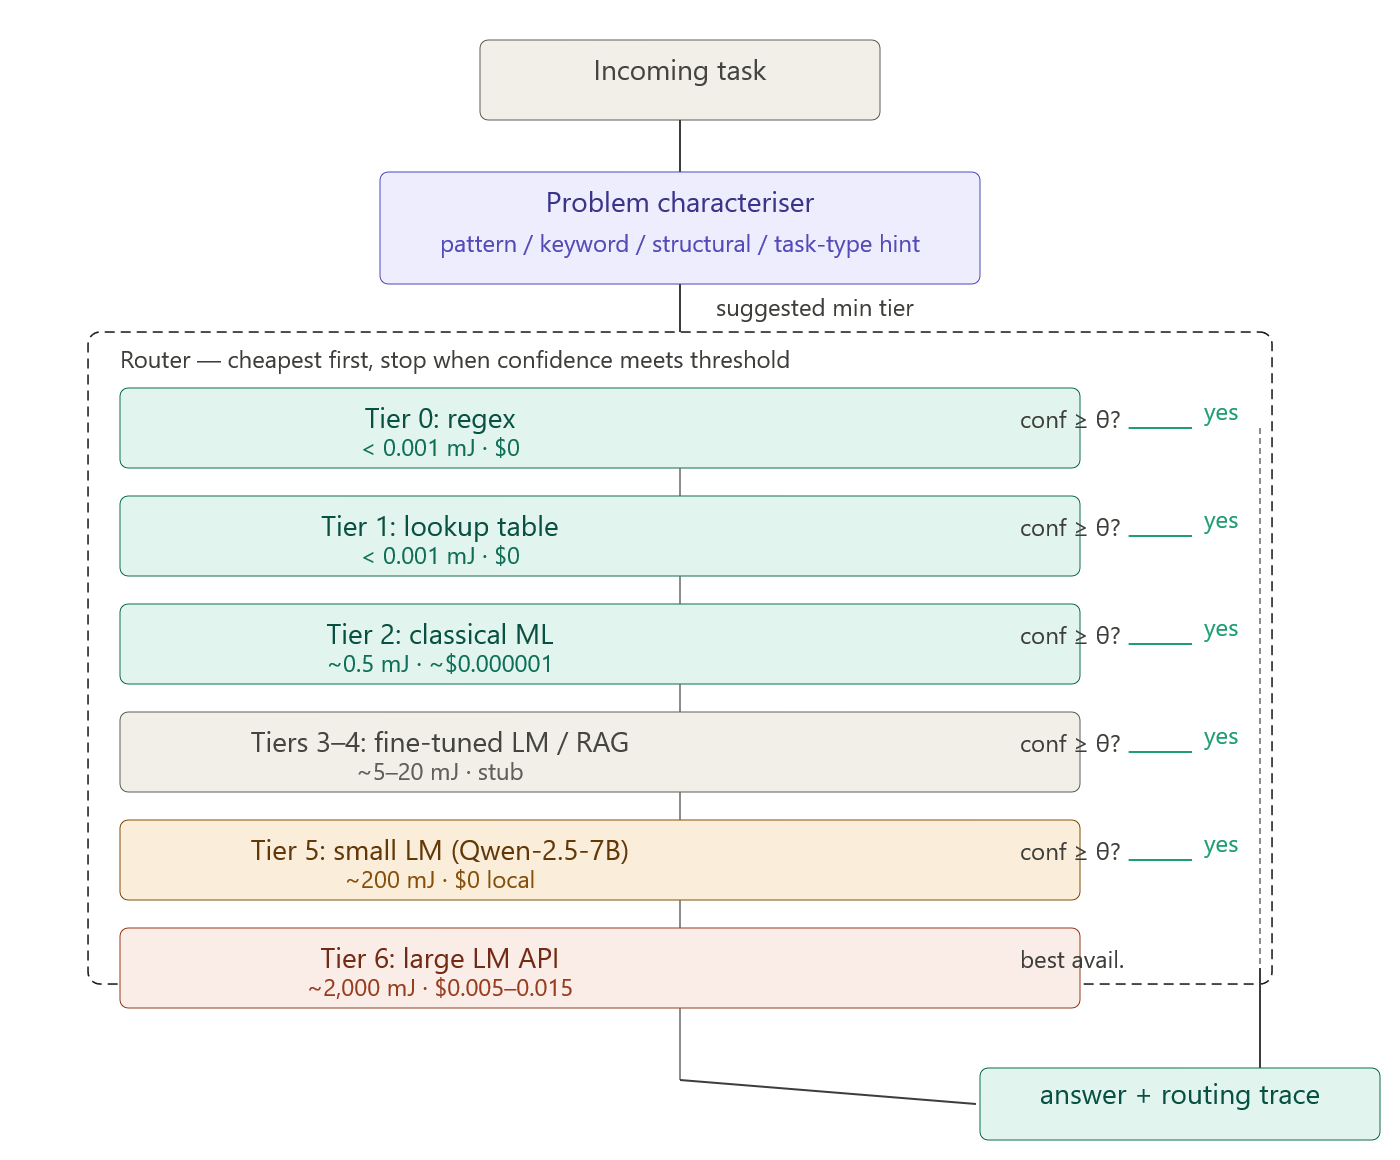 Incoming task
Problem characteriser
pattern / keyword / structural / task-type hint
suggested min tier
Router — cheapest first, stop when confidence meets threshold
Tier 0: regex
< 0.001 mJ · $0
conf ≥ θ?
yes
Tier 1: lookup table
< 0.001 mJ · $0
conf ≥ θ?
yes
Tier 2: classical ML
~0.5 mJ · ~$0.000001
conf ≥ θ?
yes
Tiers 3–4: fine-tuned LM / RAG
~5–20 mJ · stub
conf ≥ θ?
yes
Tier 5: small LM (Qwen-2.5-7B)
~200 mJ · $0 local
conf ≥ θ?
yes
Tier 6: large LM API
~2,000 mJ · $0.005–0.015
best avail.
answer + routing trace